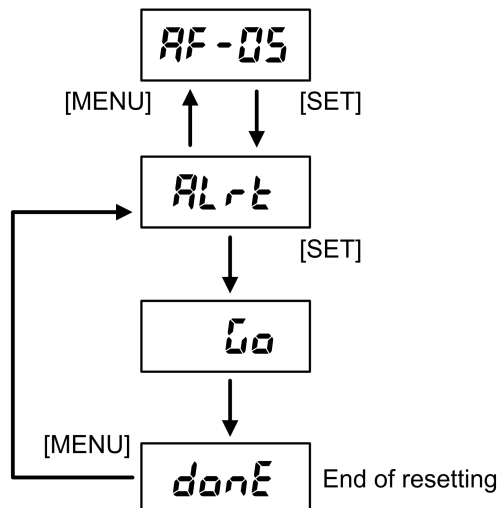 AF-05
[MENU] [SET]
ALrt
[SET]
Go
[MENU]
donE End of resetting